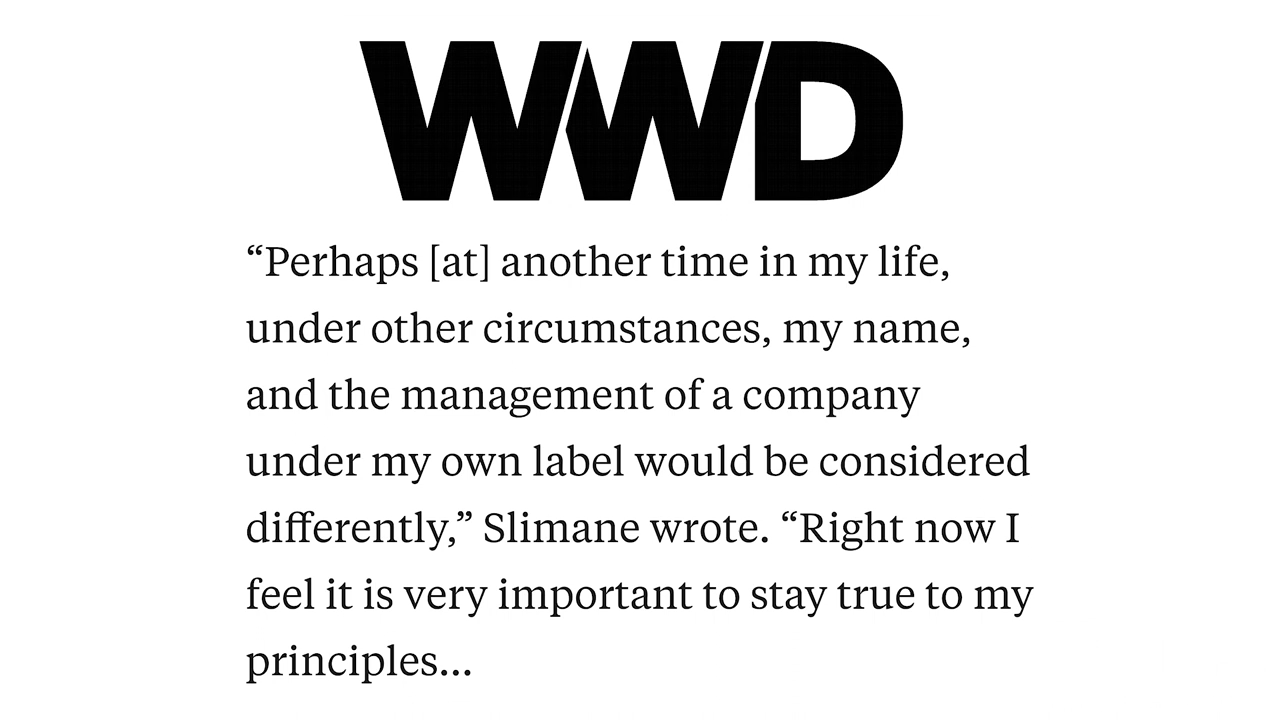 WWD
“Perhaps [at] another time in my life,
under other circumstances, my name,
and the management of a company
under my own label would be considered
differently,” Slimane wrote. “Right now I
feel it is very important to stay true to my
principles...